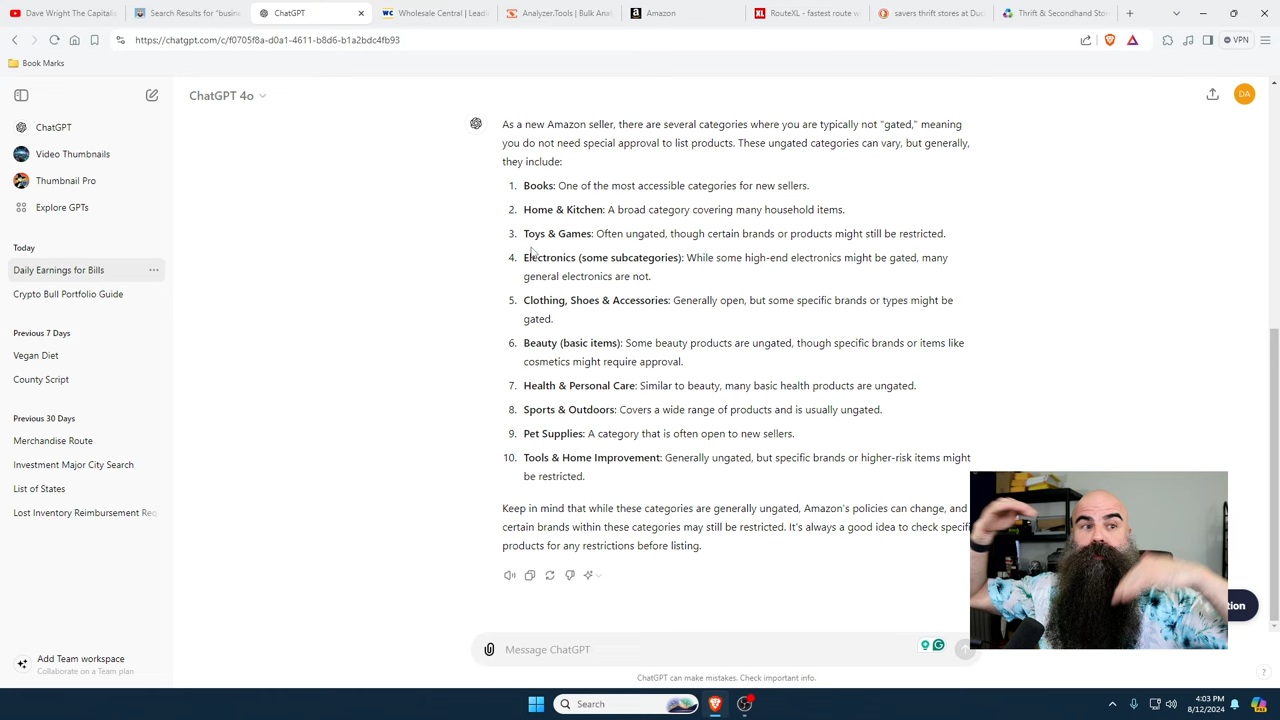 Dave Wright The Capitalis
Search Results for "busine
ChatGPT
Wholesale Central | Leadi
Analyzer.Tools | Bulk Ana
Amazon
RouteXL - fastest route w
savers thrift stores at Duc
Thrift & Secondhand Sto
https://chatgpt.com/c/f0705f8a-d0a1-4611-b8d6-b1a2bdc4fb93
VPN
Book Marks
ChatGPT 4o
DA
ChatGPT
Video Thumbnails
Thumbnail Pro
Explore GPTs
Today
Daily Earnings for Bills
Crypto Bull Portfolio Guide
Previous 7 Days
Vegan Diet
County Script
Previous 30 Days
Merchandise Route
Investment Major City Search
List of States
Lost Inventory Reimbursement Req
Add Team workspace
Collaborate on a Team plan
As a new Amazon seller, there are several categories where you are typically not "gated," meaning
you do not need special approval to list products. These ungated categories can vary, but generally,
they include:
1. Books: One of the most accessible categories for new sellers.
2. Home & Kitchen: A broad category covering many household items.
3. Toys & Games: Often ungated, though certain brands or products might still be restricted.
4. Electronics (some subcategories): While some high-end electronics might be gated, many
general electronics are not.
5. Clothing, Shoes & Accessories: Generally open, but some specific brands or types might be
gated.
6. Beauty (basic items): Some beauty products are ungated, though specific brands or items like
cosmetics might require approval.
7. Health & Personal Care: Similar to beauty, many basic health products are ungated.
8. Sports & Outdoors: Covers a wide range of products and is usually ungated.
9. Pet Supplies: A category that is often open to new sellers.
10. Tools & Home Improvement: Generally ungated, but specific brands or higher-risk items might
be restricted.
Keep in mind that while these categories are generally ungated, Amazon's policies can change, and
certain brands within these categories may still be restricted. It's always a good idea to check specifi
products for any restrictions before listing.
tion
Message ChatGPT
ChatGPT can make mistakes. Check important info.
?
Search
4:03 PM
8/12/2024